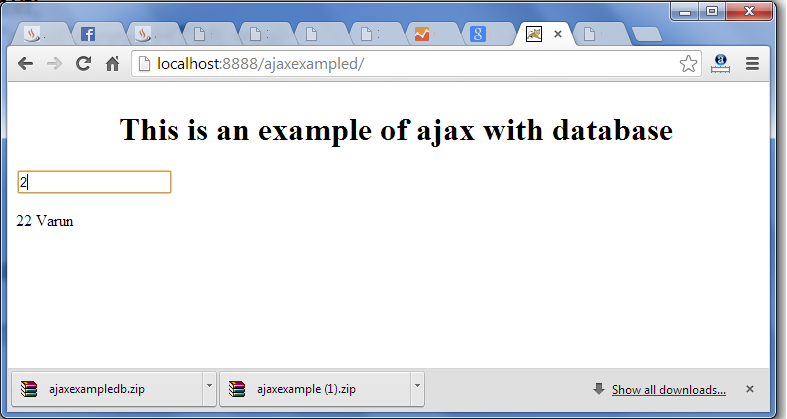 localhost:8888/ajaxexampled/
This is an example of ajax with database
2
22 Varun
ajaxexampledb.zip
ajaxexample (1).zip
Show all downloads...